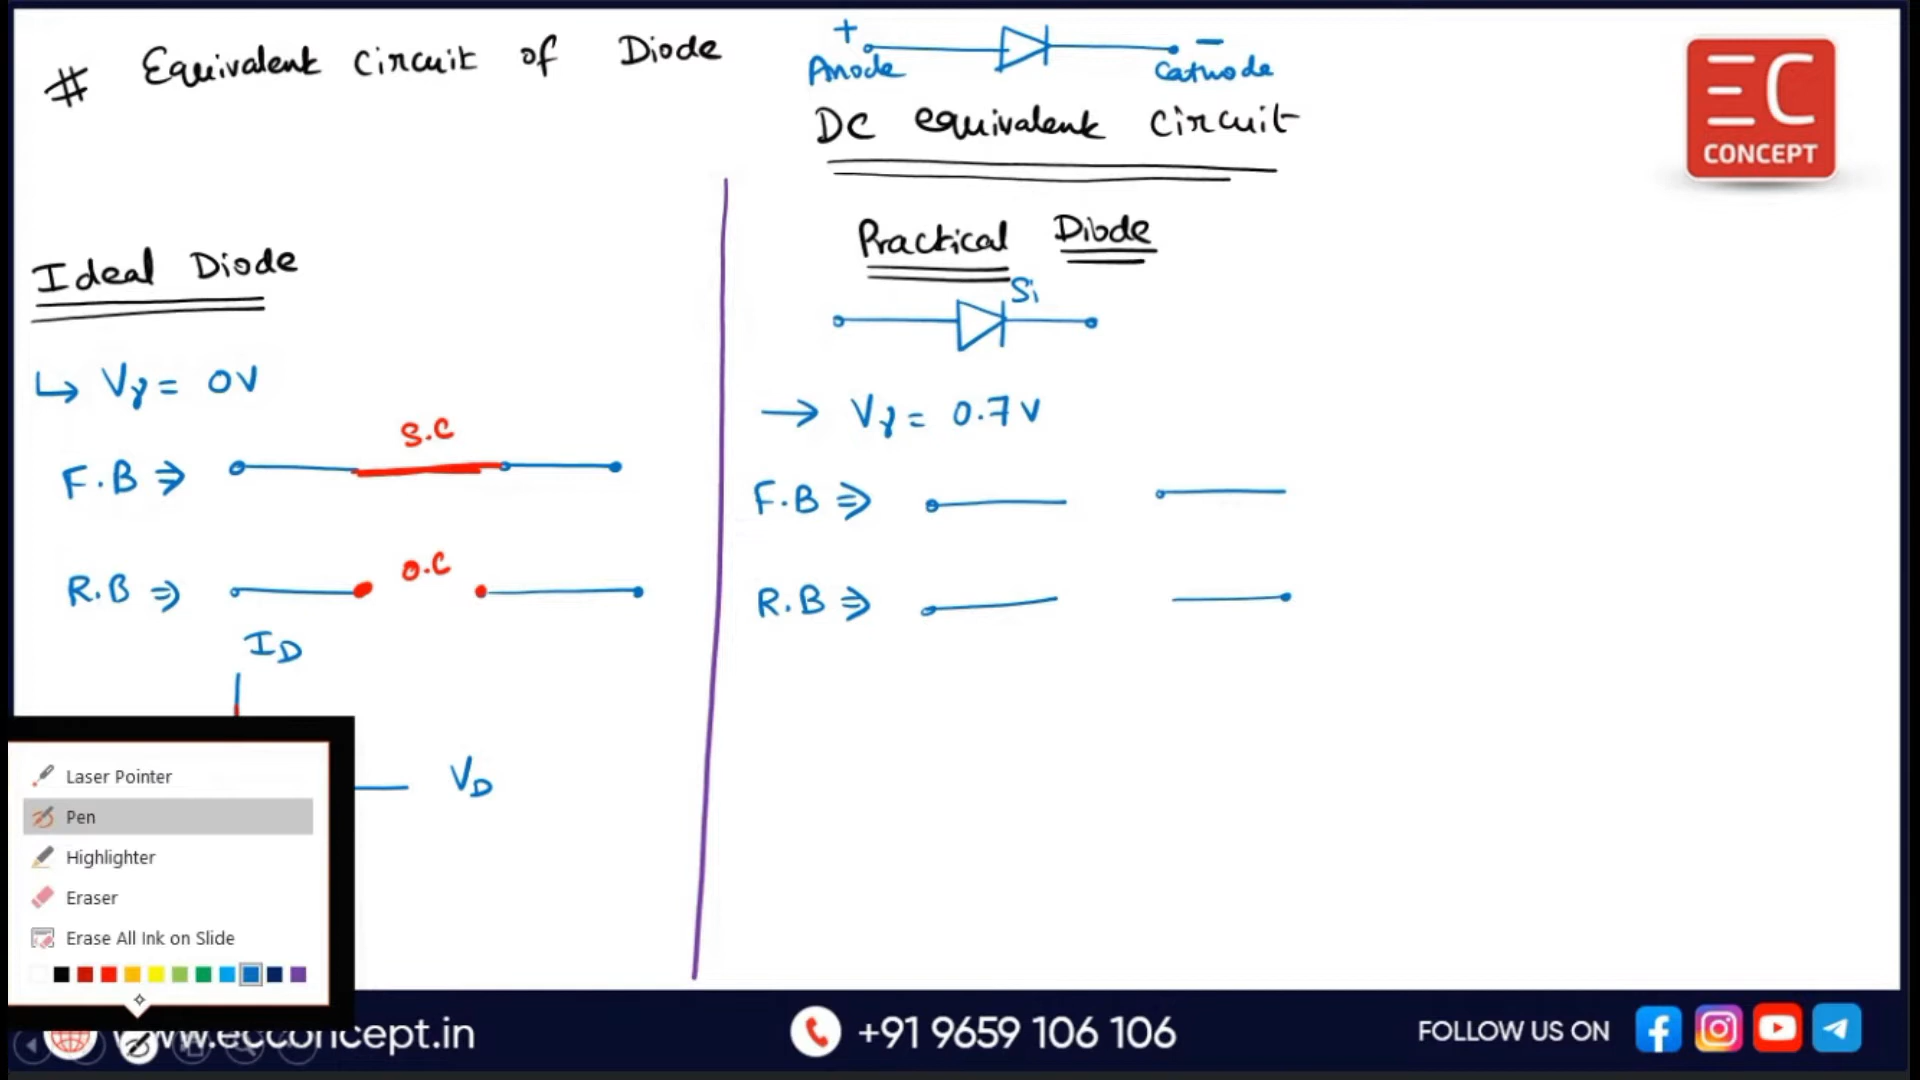 # Equivalent circuit of Diode
+ -
Anode Cathode
DC equivalent circuit
EC
CONCEPT
Ideal Diode
↳ Vγ = 0V
S.C
F.B ⇒
O.C
R.B ⇒
ID
VD
Practical Diode
Si
→ Vγ = 0.7V
F.B ⇒
R.B ⇒
Laser Pointer
Pen
Highlighter
Eraser
Erase All Ink on Slide
www.ecconcept.in
+91 9659 106 106
FOLLOW US ON